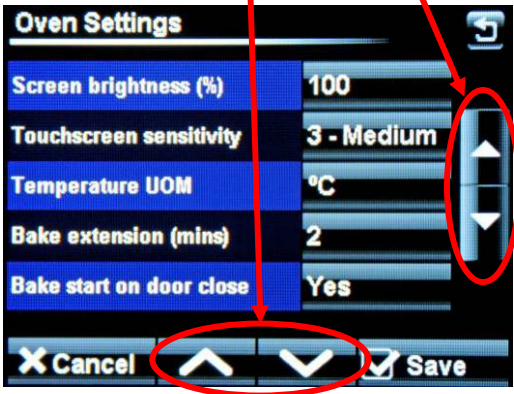 Oven Settings
Screen brightness (%) 100
Touchscreen sensitivity 3 - Medium
Temperature UOM ºC
Bake extension (mins) 2
Bake start on door close Yes
Cancel Save